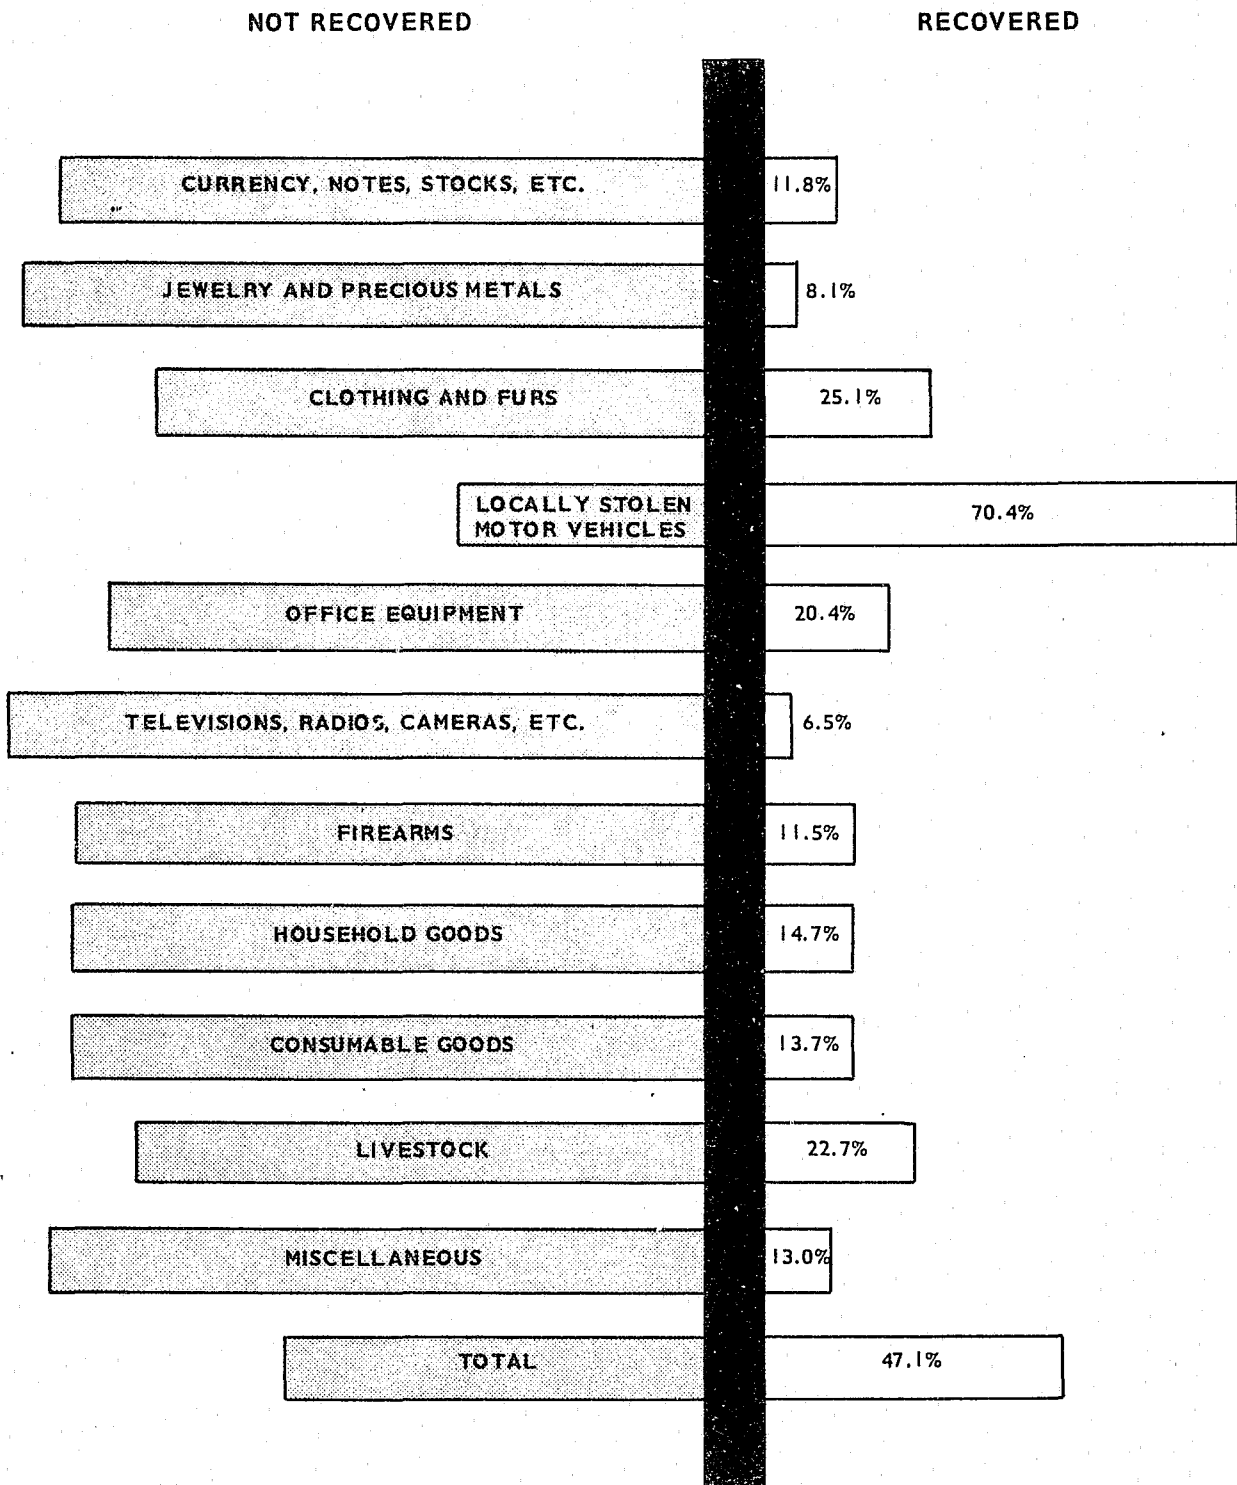 NOT RECOVERED
RECOVERED
CURRENCY, NOTES, STOCKS, ETC.
11.8%
JEWELRY AND PRECIOUS METALS
8.1%
CLOTHING AND FURS
25.1%
LOCALLY STOLEN
MOTOR VEHICLES
70.4%
OFFICE EQUIPMENT
20.4%
TELEVISIONS, RADIOS, CAMERAS, ETC.
6.5%
FIREARMS
11.5%
HOUSEHOLD GOODS
14.7%
CONSUMABLE GOODS
13.7%
LIVESTOCK
22.7%
MISCELLANEOUS
13.0%
TOTAL
47.1%